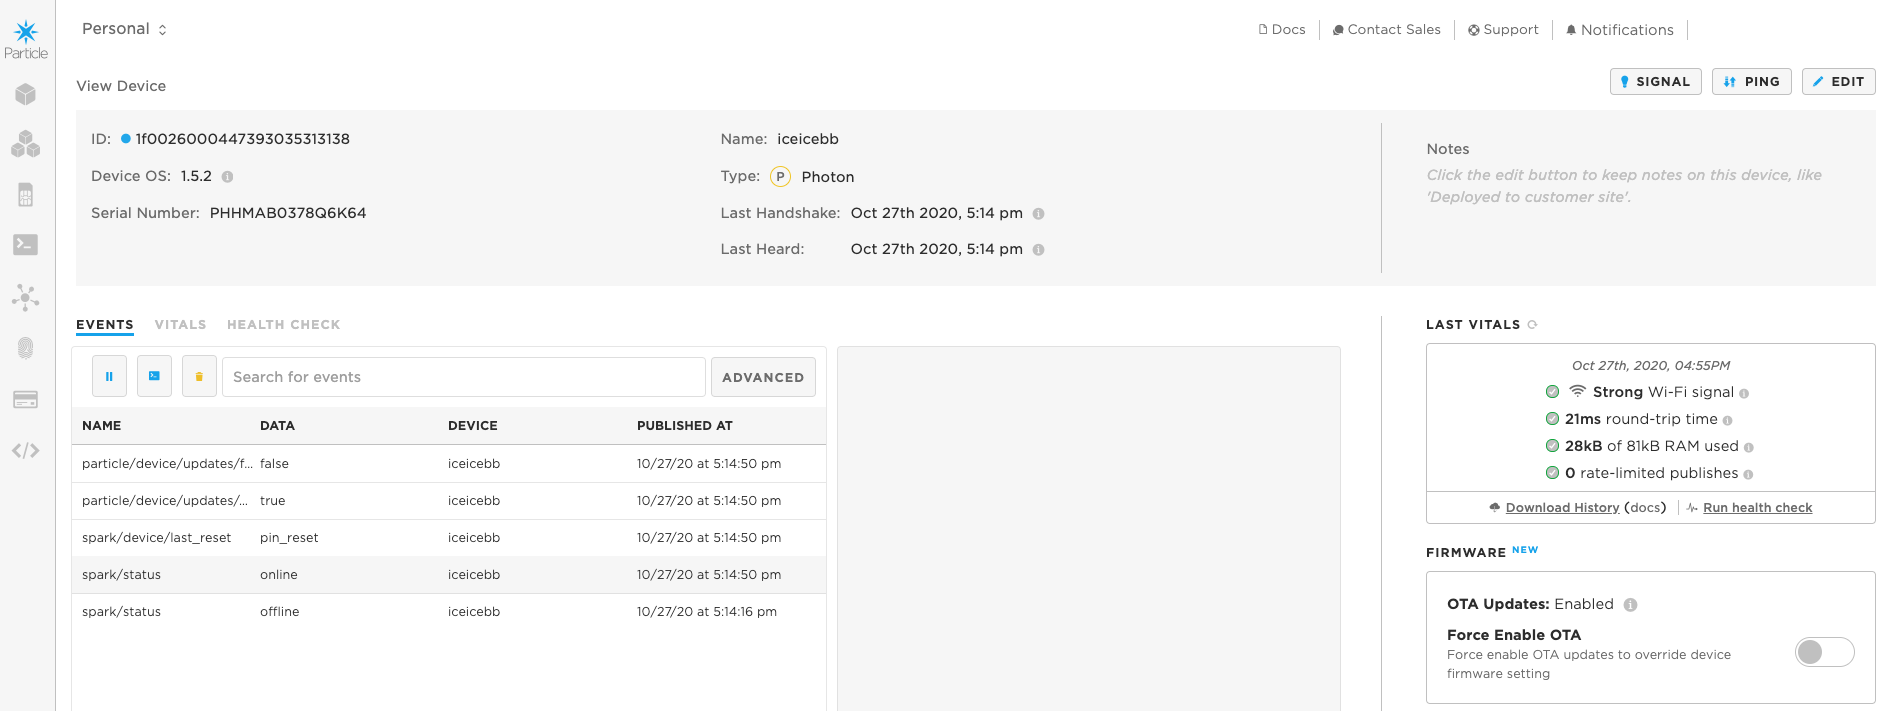 Particle
Personal
Docs
Contact Sales
Support
Notifications
View Device
SIGNAL
PING
EDIT
ID: 1f0026000447393035313138
Device OS: 1.5.2
Serial Number: PHHMAB0378Q6K64
Name: iceicebb
Type: P Photon
Last Handshake: Oct 27th 2020, 5:14 pm
Last Heard: Oct 27th 2020, 5:14 pm
Notes
Click the edit button to keep notes on this device, like
'Deployed to customer site'.
EVENTS VITALS HEALTH CHECK
Search for events
ADVANCED
NAME DATA DEVICE PUBLISHED AT
particle/device/updates/f... false iceicebb 10/27/20 at 5:14:50 pm
particle/device/updates/... true iceicebb 10/27/20 at 5:14:50 pm
spark/device/last_reset pin_reset iceicebb 10/27/20 at 5:14:50 pm
spark/status online iceicebb 10/27/20 at 5:14:50 pm
spark/status offline iceicebb 10/27/20 at 5:14:16 pm
LAST VITALS
Oct 27th, 2020, 04:55PM
Strong Wi-Fi signal
21ms round-trip time
28kB of 81kB RAM used
0 rate-limited publishes
Download History (docs)
Run health check
FIRMWARE NEW
OTA Updates: Enabled
Force Enable OTA
Force enable OTA updates to override device
firmware setting